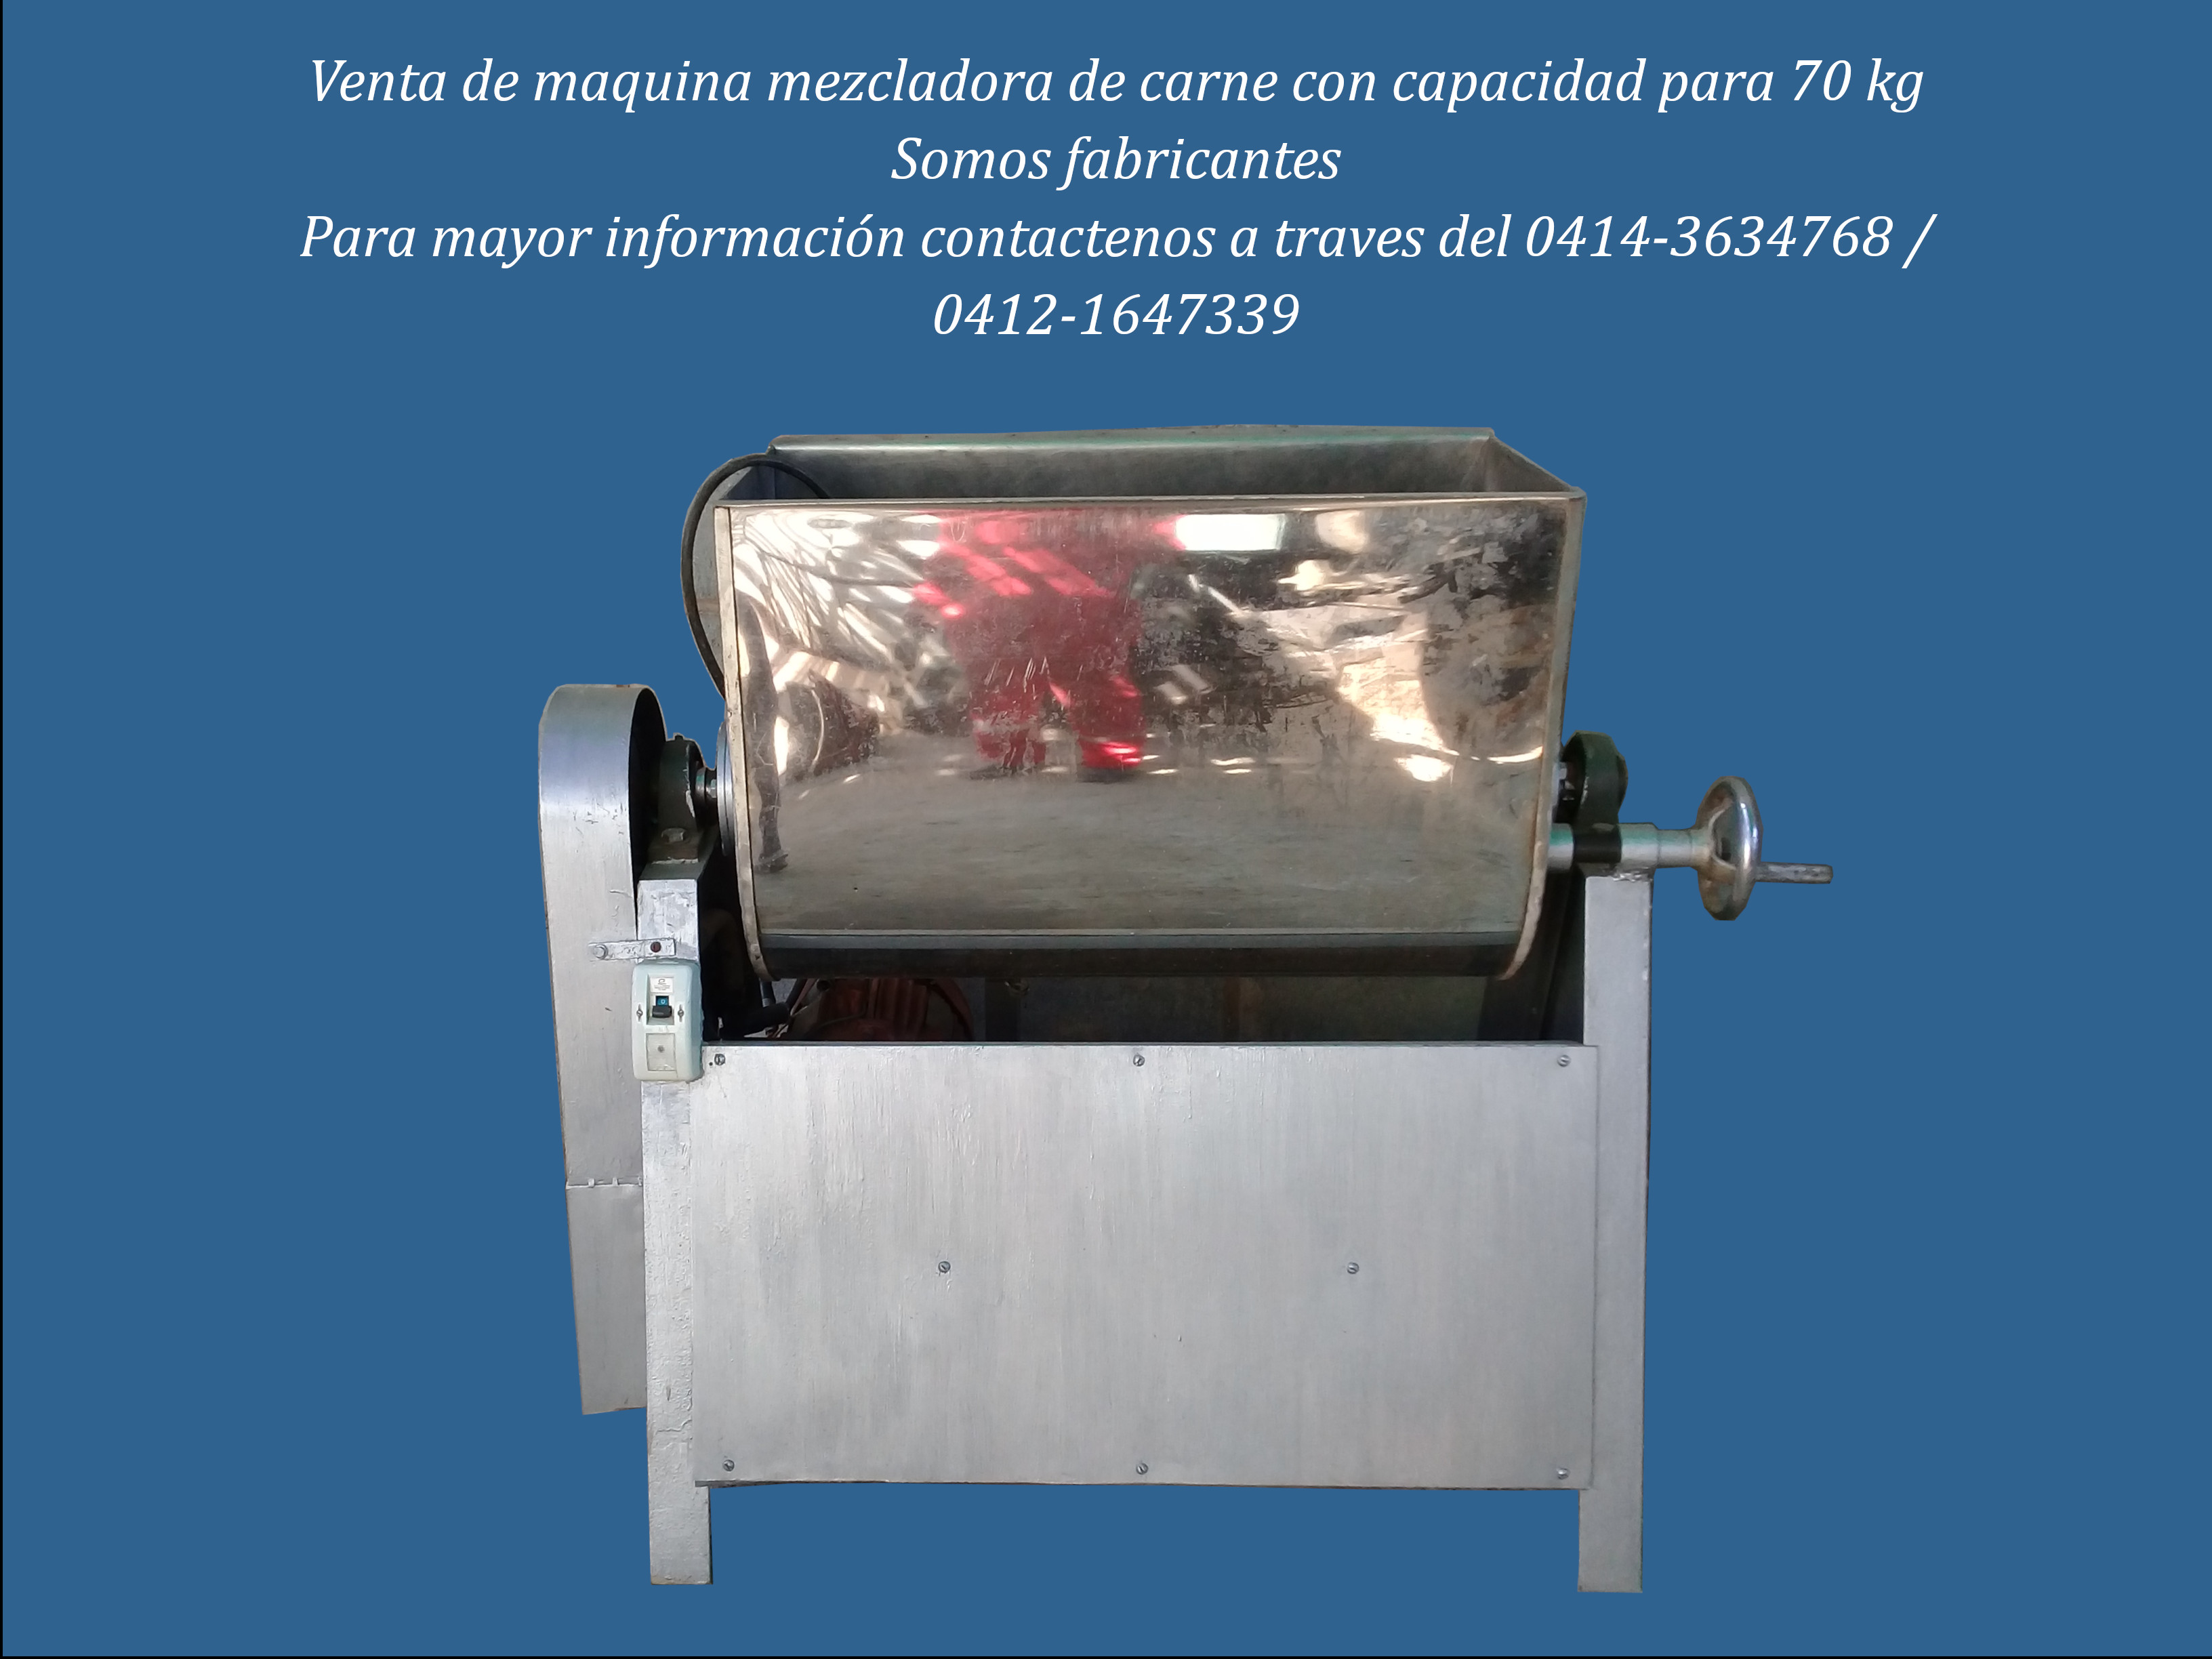 Venta de maquina mezcladora de carne con capacidad para 70 kg
Somos fabricantes
Para mayor información contactenos a traves del 0414-3634768 /
0412-1647339